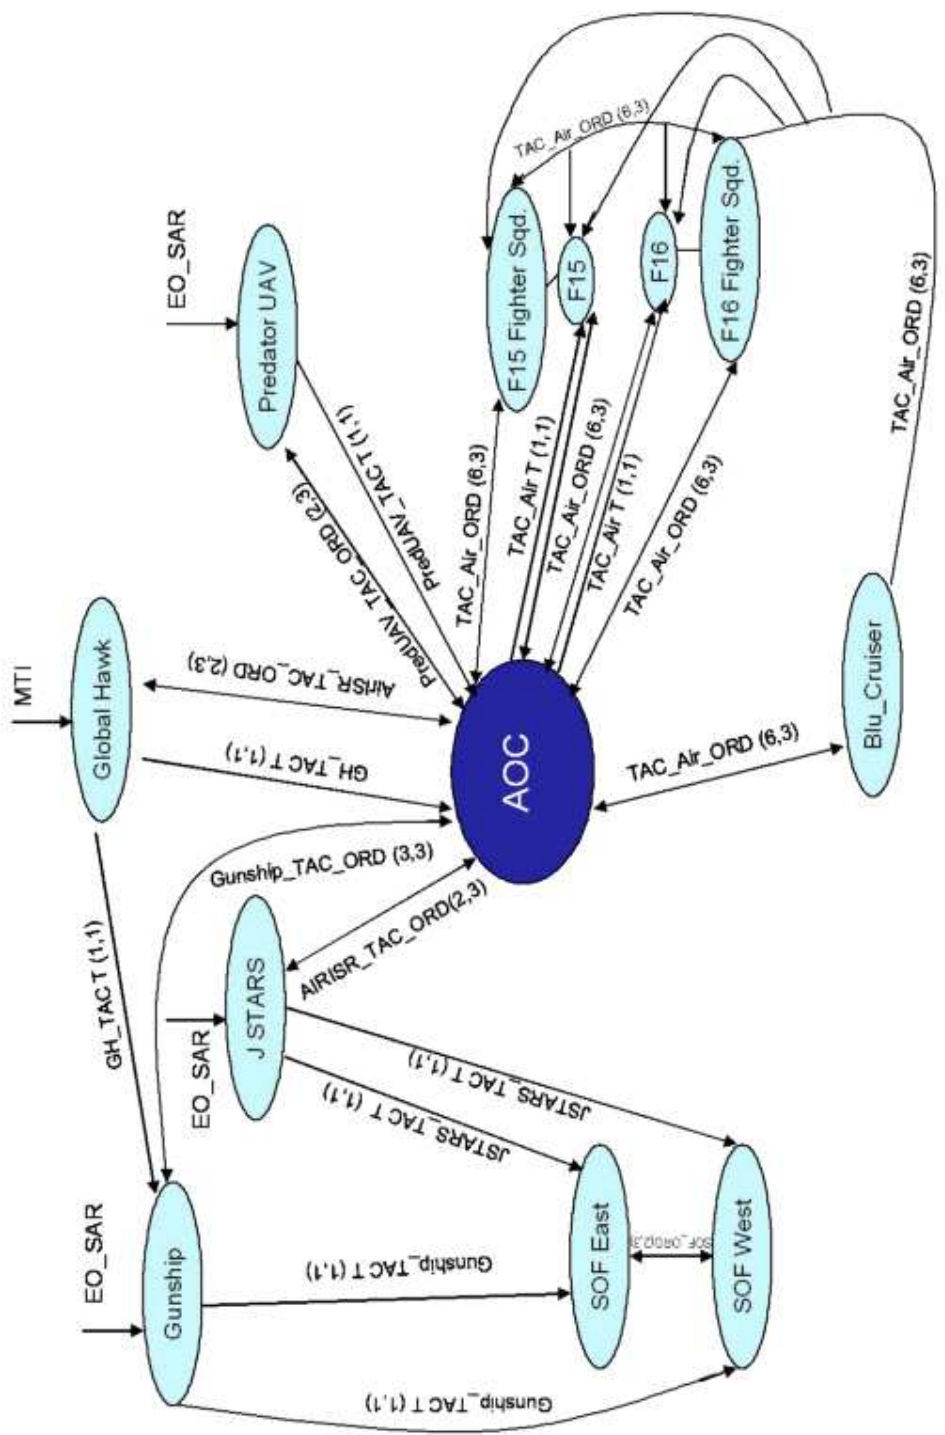 EO_SAR
Gunship
GH_TAC T (1,1)
MTI
Global Hawk
EO_SAR
Predator UAV
EO_SAR
J STARS
Gunship_TAC_ORD (3,3)
GH_TAC T (1,1)
AirISR_TAC_ORD (2,3)
PredUAV_TAC_ORD (2,3)
PredUAV_TAC T (1,1)
AIRISR_TAC_ORD(2,3)
Gunship_TAC T (1,1)
Gunship_TAC T (1,1)
JSTARS_TAC T (1,1)
JSTARS_TAC T (1,1)
SOF East
SOF_ORD(2,3)
SOF West
AOC
TAC_Air_ORD (6,3)
TAC_Air T (1,1)
TAC_Air_ORD (6,3)
TAC_Air T (1,1)
TAC_Air_ORD (6,3)
F15 Fighter Sqd.
F15
F16
F16 Fighter Sqd.
TAC_Air_ORD (6,3)
TAC_Air_ORD (6,3)
Blu_Cruiser
TAC_Air_ORD (6,3)